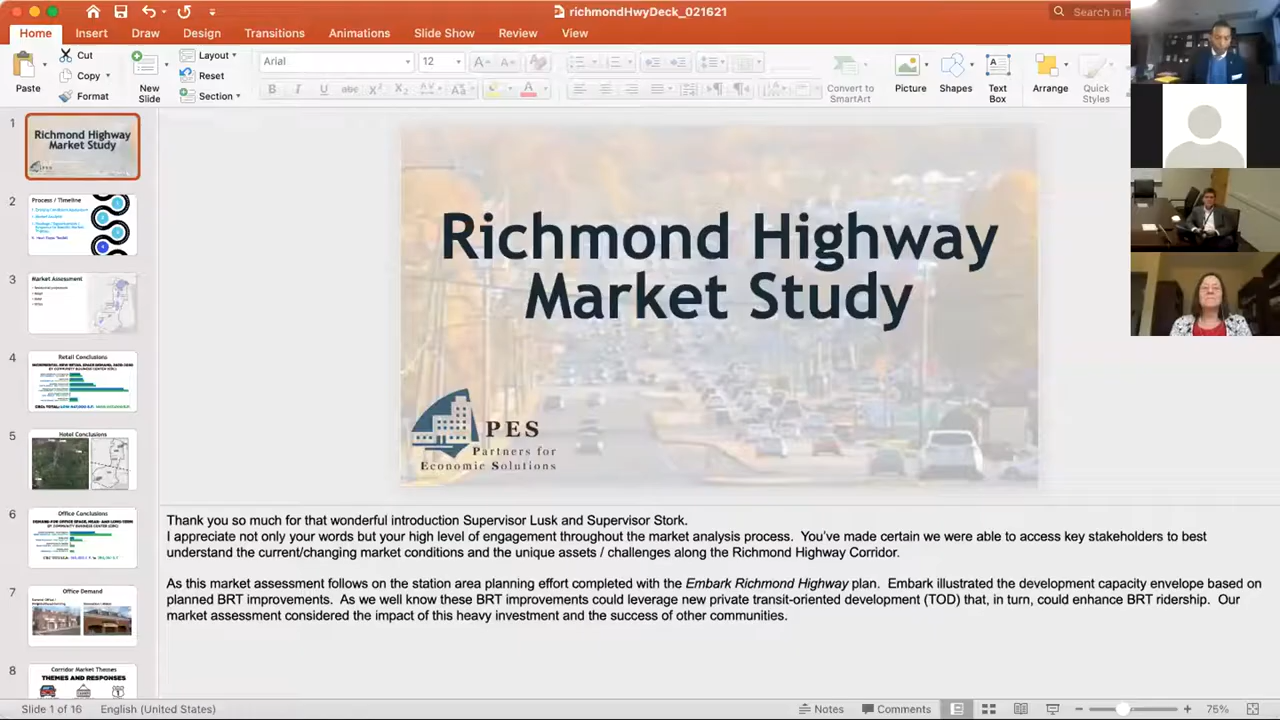 richmondHwyDeck_021621
Search in P
Home Insert Draw Design Transitions Animations Slide Show Review View
Paste
Cut
Copy
Format
New
Slide
Layout
Reset
Section
Arial 12
Convert to
SmartArt
Picture
Shapes
Text
Box
Arrange
Quick
Styles
1
Richmond Highway
Market Study
2
Process / Timeline
3
Market Assessment
4
Retail Conclusions
5
Hotel Conclusions
6
Office Conclusions
7
Office Demand
8
Corridor Market Themes
THEMES AND RESPONSES
Richmond Highway
Market Study
PES
Partners for
Economic Solutions
Thank you so much for that wonderful introduction Supervisor Lusk and Supervisor Stork.
I appreciate not only your words but your high level of engagement throughout the market analysis process. You've made certain we were able to access key stakeholders to best
understand the current/changing market conditions and the unique assets / challenges along the Richmond Highway Corridor.
As this market assessment follows on the station area planning effort completed with the Embark Richmond Highway plan. Embark illustrated the development capacity envelope based on
planned BRT improvements. As we well know these BRT improvements could leverage new private transit-oriented development (TOD) that, in turn, could enhance BRT ridership. Our
market assessment considered the impact of this heavy investment and the success of other communities.
Slide 1 of 16 English (United States) Notes Comments 75%